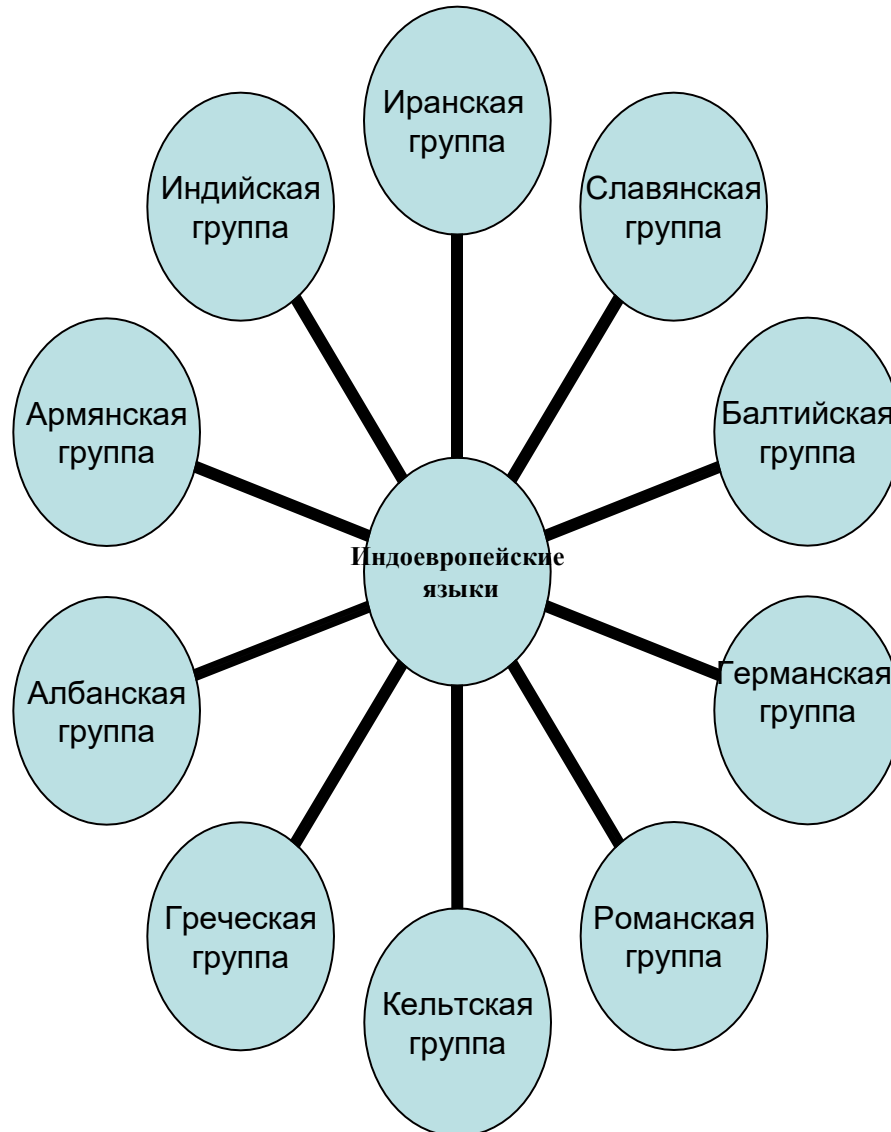 Иранская
группа
Индийская
группа
Славянская
группа
Армянская
группа
Балтийская
группа
Индоевропейские
языки
Албанская
группа
Германская
группа
Греческая
группа
Романская
группа
Кельтская
группа